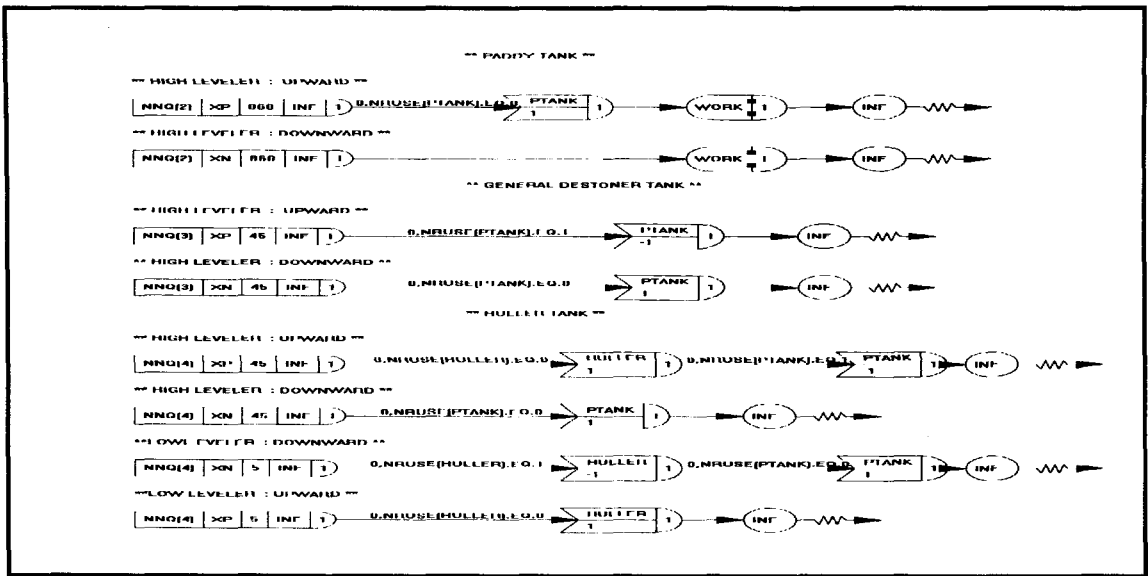 ** PADDY TANK **
** HIGH LEVELER : UPWARD **
NNQ(2) XP 860 INF 1 0,NRUSE(PTANK).EQ.0 PTANK 1 1 WORK 1 INF
** HIGH LEVELER : DOWNWARD **
NNQ(2) XN 860 INF 1 WORK 1 INF
** GENERAL DESTONER TANK **
** HIGH LEVELER : UPWARD **
NNQ(3) XP 45 INF 1 0,NRUSE(PTANK).EQ.1 PTANK -1 1 INF
** HIGH LEVELER : DOWNWARD **
NNQ(3) XN 45 INF 1 0,NRUSE(PTANK).EQ.0 PTANK 1 1 INF
** HULLER TANK **
** HIGH LEVELER : UPWARD **
NNQ(4) XP 45 INF 1 0,NRUSE(HULLER).EQ.0 HULLER 1 1 0,NRUSE(PTANK).EQ.1 PTANK 1 1 INF
** HIGH LEVELER : DOWNWARD **
NNQ(4) XN 45 INF 1 0,NRUSE(PTANK).EQ.0 PTANK 1 1 INF
**LOWL EVELER : DOWNWARD **
NNQ(4) XN 5 INF 1 0,NRUSE(HULLER).EQ.1 HULLER -1 1 0,NRUSE(PTANK).EQ.0 PTANK 1 1 INF
**LOW LEVELER : UPWARD **
NNQ(4) XP 5 INF 1 0,NRUSE(HULLER).EQ.0 HULLER 1 1 INF